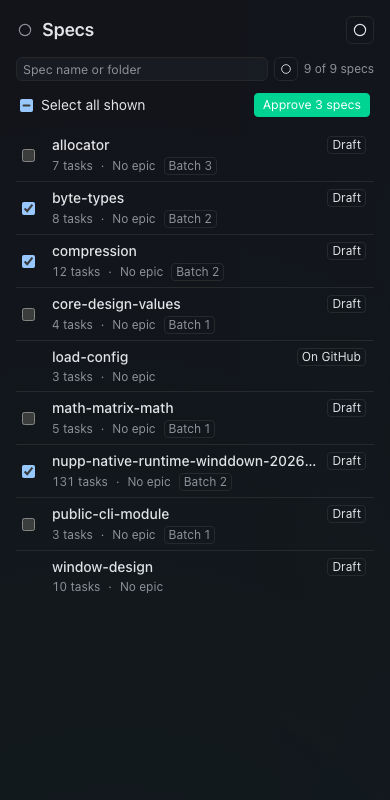 Specs
Spec name or folder
9 of 9 specs
Select all shown
Approve 3 specs
allocator
Draft
7 tasks · No epic Batch 3
byte-types
Draft
8 tasks · No epic Batch 2
compression
Draft
12 tasks · No epic Batch 2
core-design-values
Draft
4 tasks · No epic Batch 1
load-config
On GitHub
3 tasks · No epic
math-matrix-math
Draft
5 tasks · No epic Batch 1
nupp-native-runtime-winddown-2026...
Draft
131 tasks · No epic Batch 2
public-cli-module
Draft
3 tasks · No epic Batch 1
window-design
Draft
10 tasks · No epic